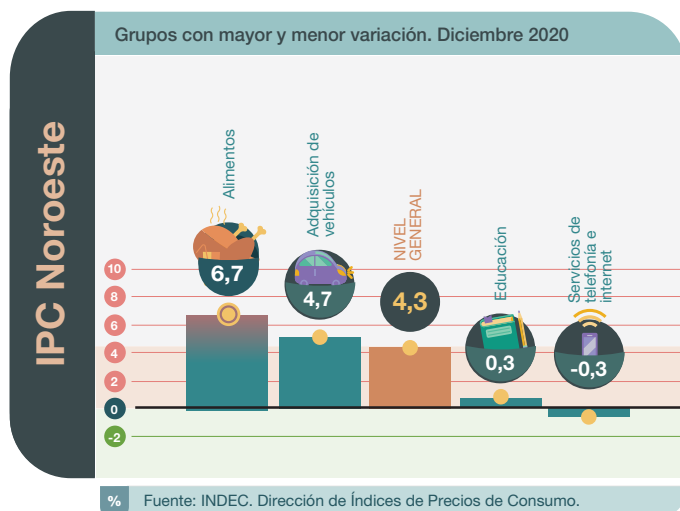 Grupos con mayor y menor variación. Diciembre 2020
IPC Noroeste
Alimentos
Adquisición de
vehículos
NIVEL
GENERAL
Educación
Servicios de
telefonía e
internet
6,7
4,7
4,3
0,3
-0,3
10
8
6
4
2
0
-2
% Fuente: INDEC. Dirección de Índices de Precios de Consumo.